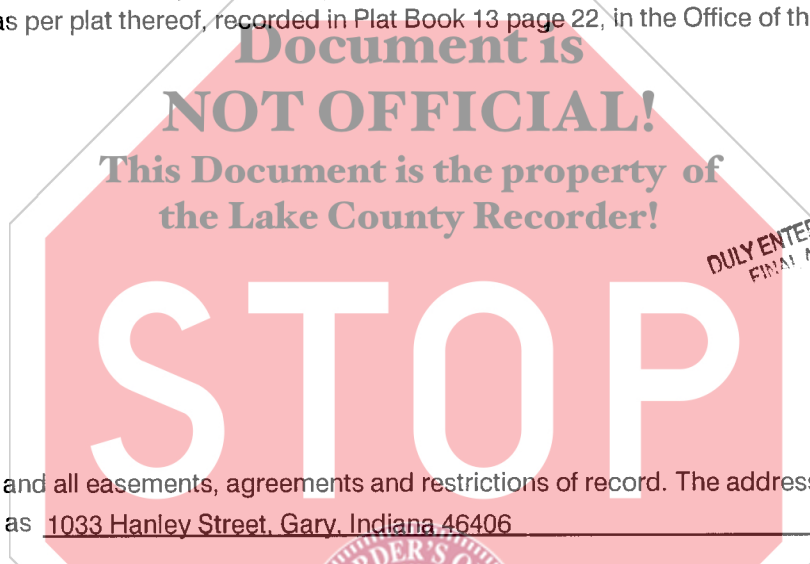 as per plat thereof, recorded in Plat Book 13 page 22, in the Office of th
Document is
NOT OFFICIAL!
This Document is the property of
the Lake County Recorder!
DULY ENTE
FINAL A
STOP
and all easements, agreements and restrictions of record. The address
as 1033 Hanley Street, Gary, Indiana 46406
RDER'S O